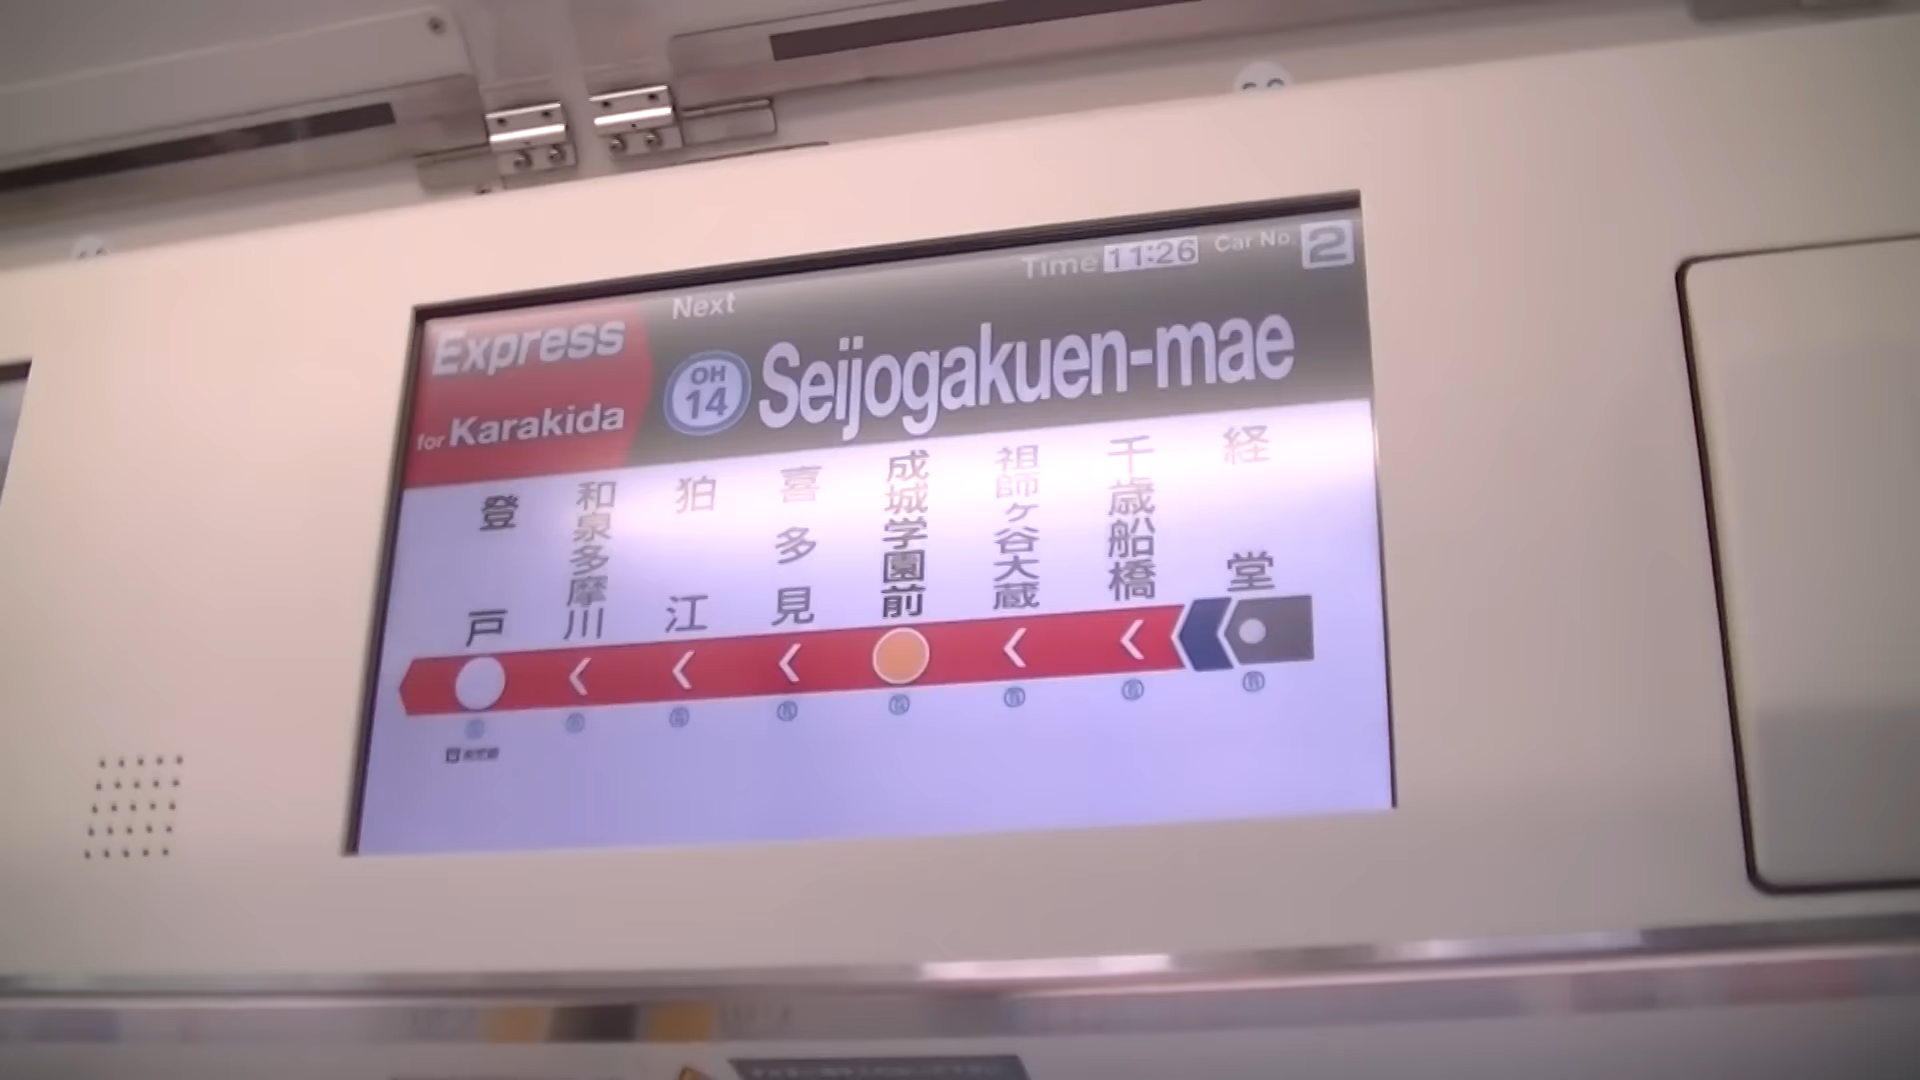 Time 11:26 Car No. 2
Express
Next
for Karakida
OH
14
Seijogakuen-mae
登戸
和泉多摩川
狛江
喜多見
成城学園前
祖師ヶ谷大蔵
千歳船橋
経堂